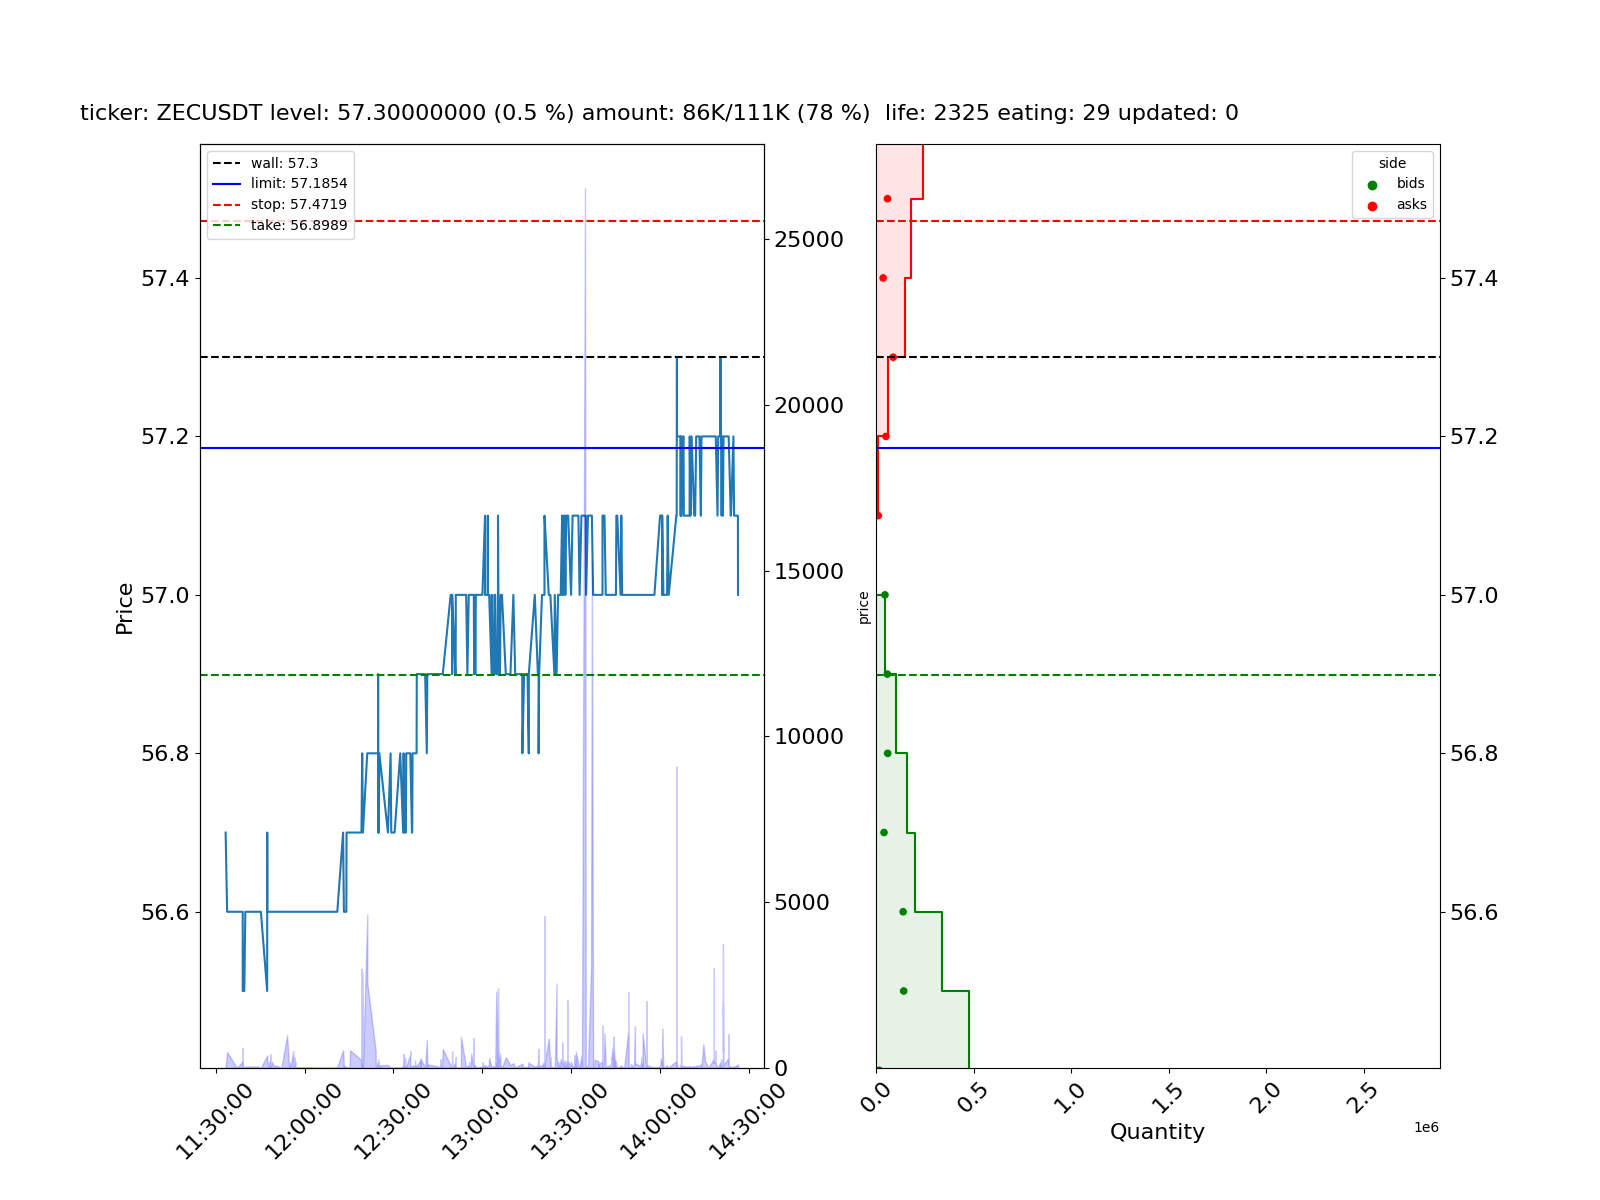 ticker: ZECUSDT level: 57.30000000 (0.5 %) amount: 86K/111K (78 %)  life: 2325 eating: 29 updated: 0
wall: 57.3
limit: 57.1854
stop: 57.4719
take: 56.8989
Price
57.4
57.2
57.0
56.8
56.6
25000
20000
15000
10000
5000
0
11:30:00
12:00:00
12:30:00
13:00:00
13:30:00
14:00:00
14:30:00
side
bids
asks
price
57.4
57.2
57.0
56.8
56.6
0.0
0.5
1.0
1.5
2.0
2.5
1e6
Quantity